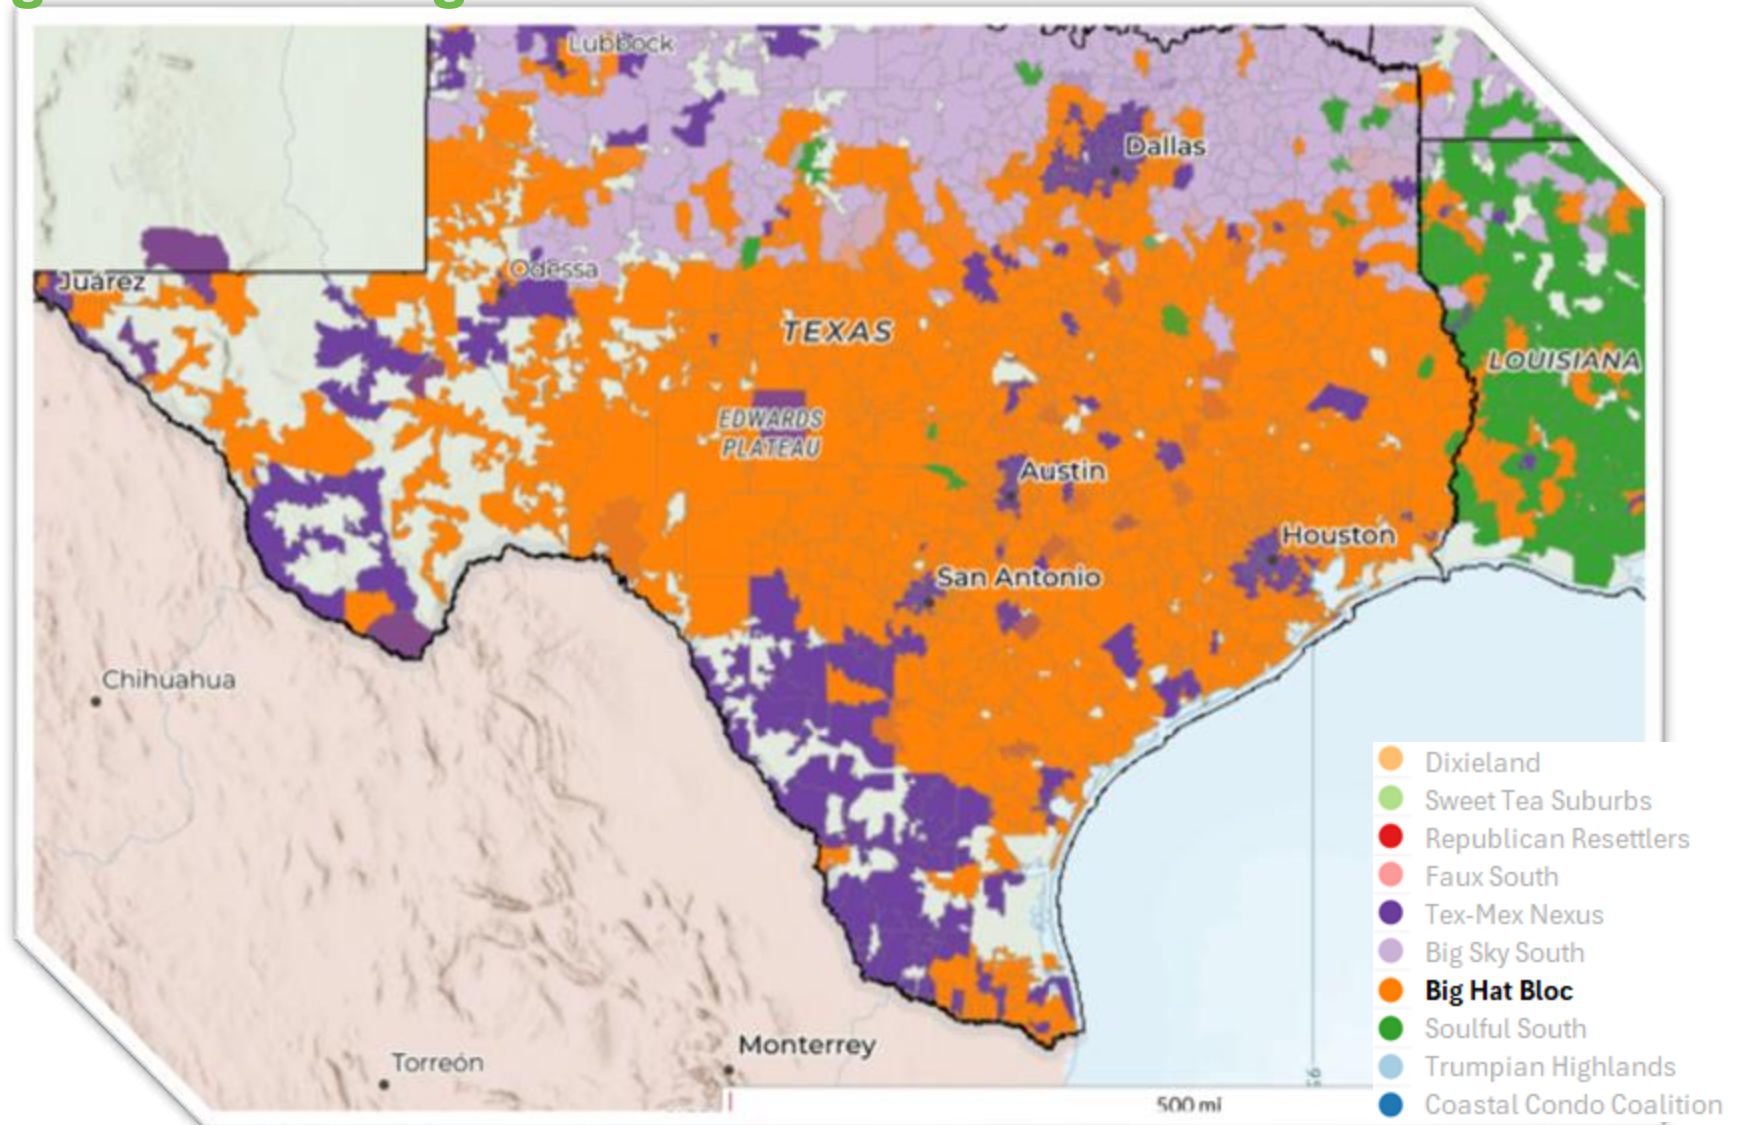 Lubbock
Dallas
Juárez
Odessa
TEXAS
LOUISIANA
EDWARDS
PLATEAU
Austin
Houston
San Antonio
Chihuahua
Dixieland
Sweet Tea Suburbs
Republican Resettlers
Faux South
Tex-Mex Nexus
Big Sky South
Big Hat Bloc
Soulful South
Trumpian Highlands
Coastal Condo Coalition
Monterrey
Torreón
500 mi